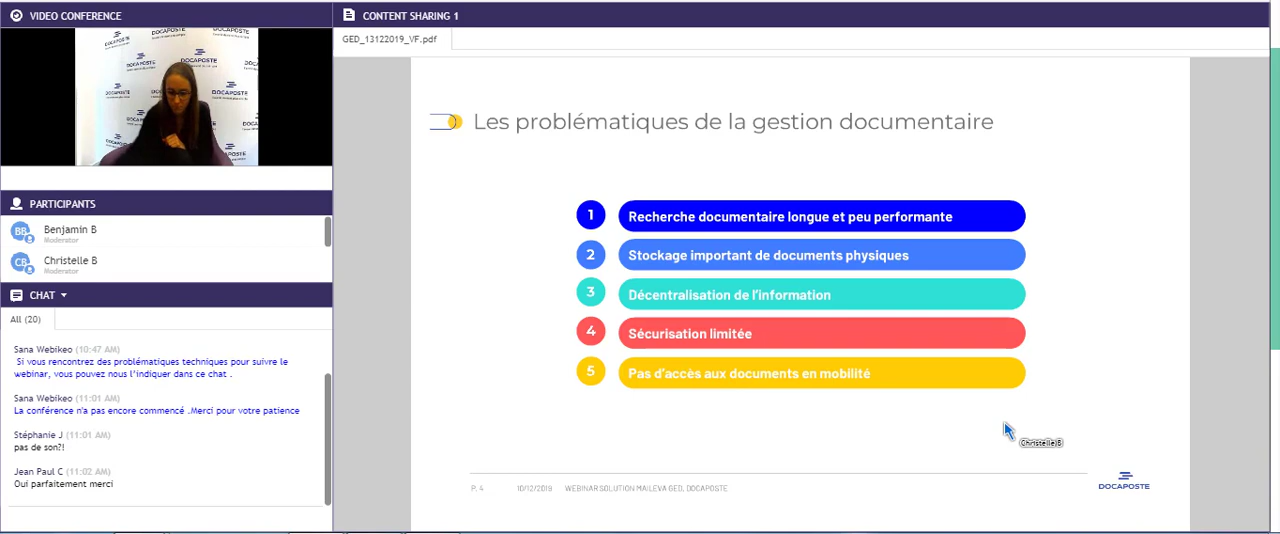 VIDEO CONFERENCE
DOCAPOSTE
DOCAPOSTE
DOCAPOSTE
DOCAPOSTE
PARTICIPANTS
BB
Benjamin B
Moderator
CB
Christelle B
Moderator
CHAT
All (20)
Sana Webikeo (10:47 AM)
Si vous rencontrez des problématiques techniques pour suivre le
webinar, vous pouvez nous l'indiquer dans ce chat .
Sana Webikeo (11:01 AM)
La conférence n'a pas encore commencé .Merci pour votre patience
Stéphanie J (11:01 AM)
pas de son?!
Jean Paul C (11:02 AM)
Oui parfaitement merci
CONTENT SHARING 1
GED_13122019_VF.pdf
Les problématiques de la gestion documentaire
1 Recherche documentaire longue et peu performante
2 Stockage important de documents physiques
3 Décentralisation de l'information
4 Sécurisation limitée
5 Pas d'accès aux documents en mobilité
Christelle B
P. 4 10/12/2019 WEBINAR SOLUTION MAILEVA GED, DOCAPOSTE
DOCAPOSTE